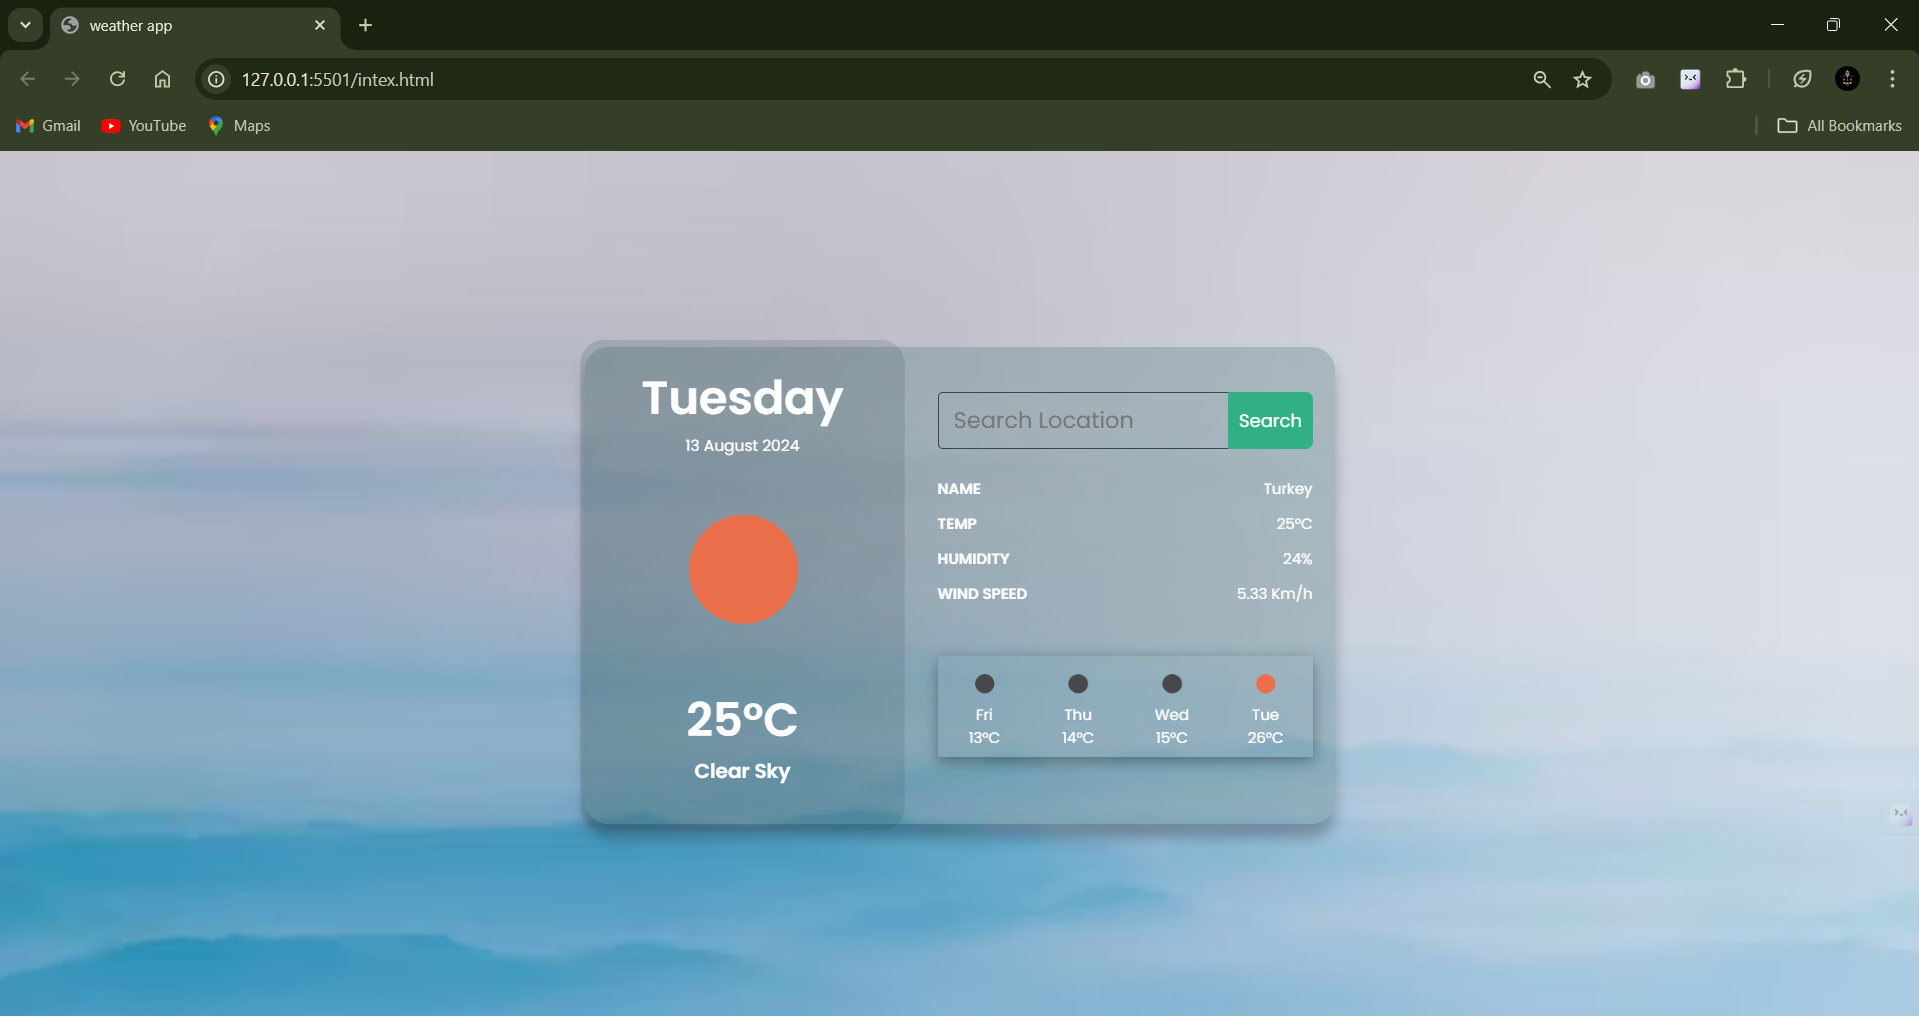 weather app
127.0.0.1:5501/intex.html
Gmail YouTube Maps All Bookmarks
Tuesday
13 August 2024
25°C
Clear Sky
Search Location Search
NAME Turkey
TEMP 25°C
HUMIDITY 24%
WIND SPEED 5.33 Km/h
Fri Thu Wed Tue
13°C 14°C 15°C 26°C